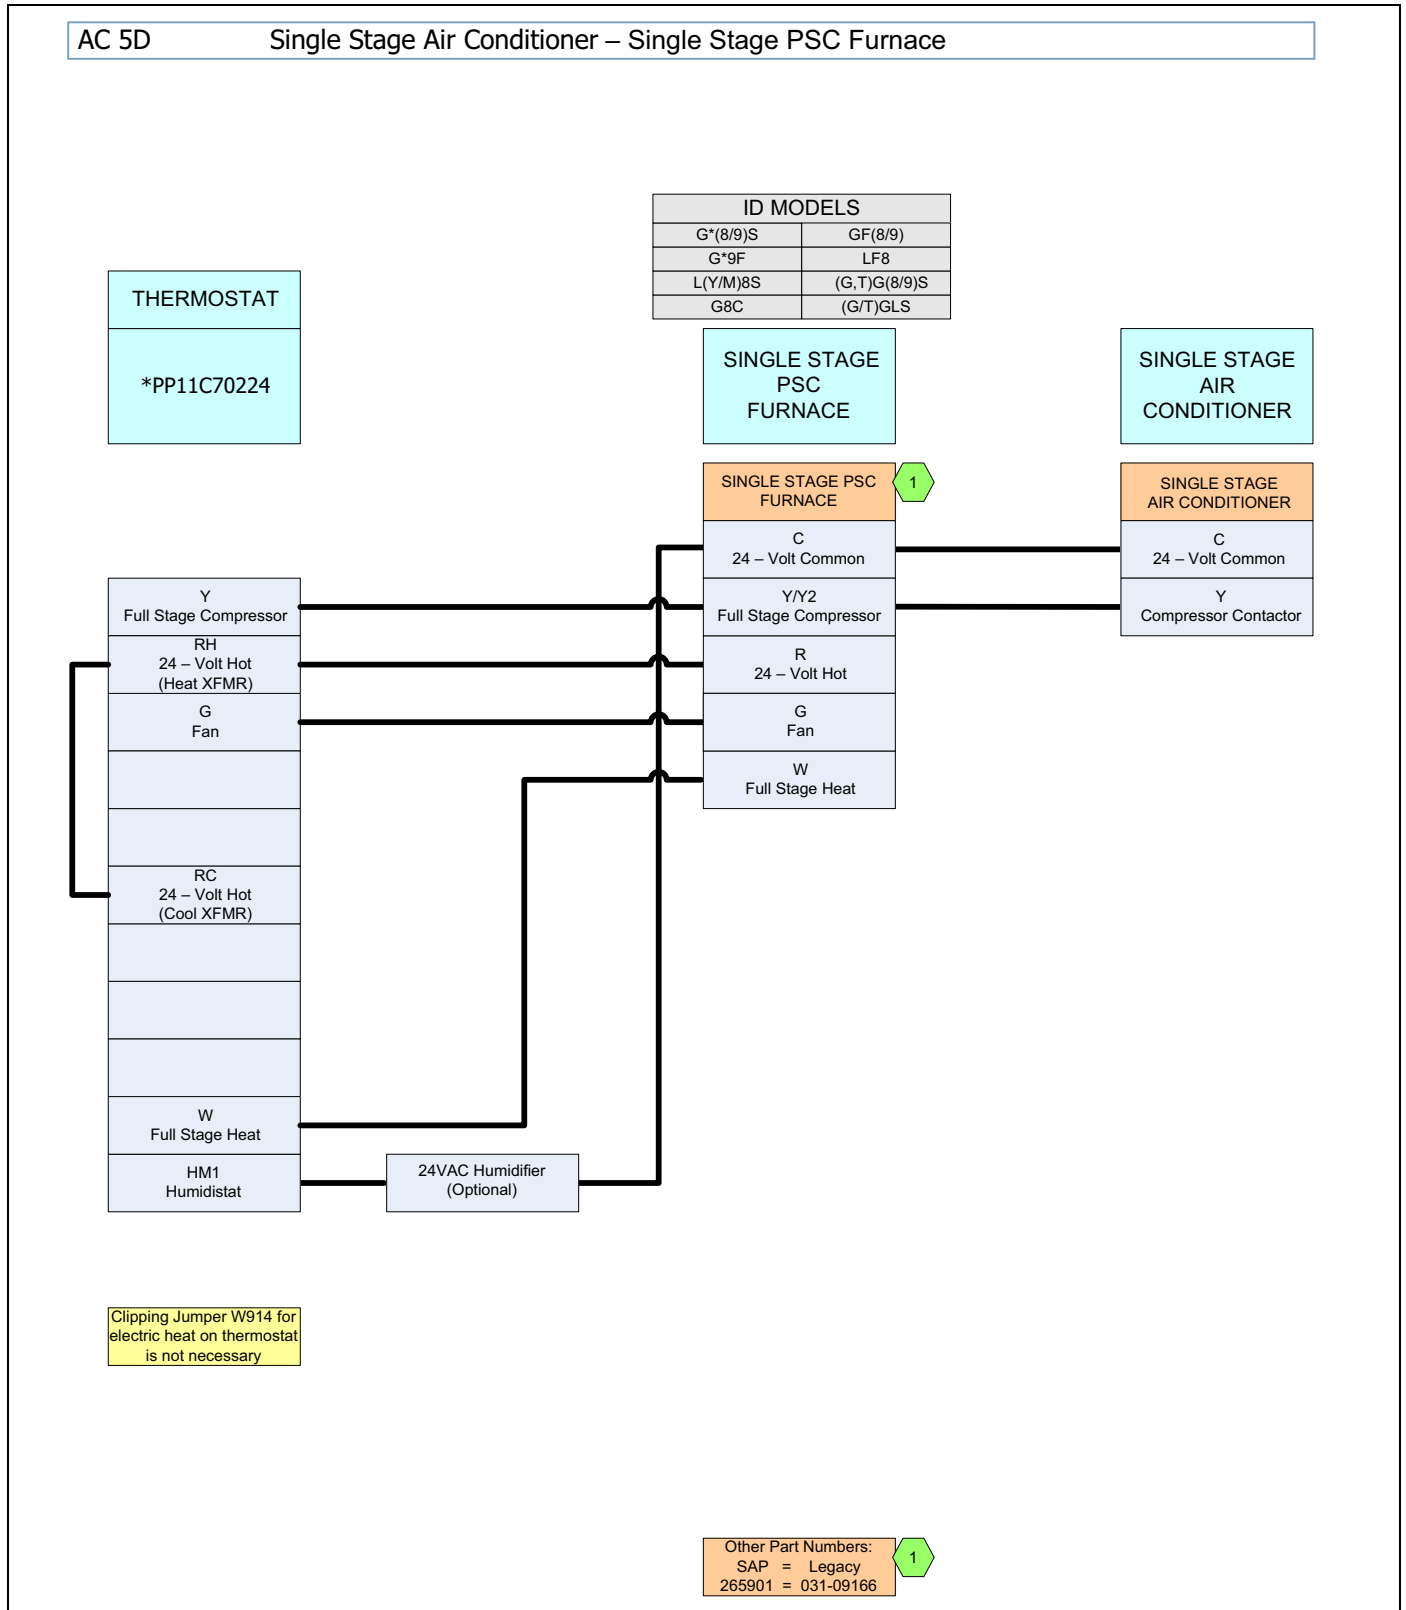 AC 5D Single Stage Air Conditioner – Single Stage PSC Furnace
ID MODELS
G*(8/9)S GF(8/9)
G*9F LF8
L(Y/M)8S (G,T)G(8/9)S
G8C (G/T)GLS
THERMOSTAT
*PP11C70224
SINGLE STAGE
PSC
FURNACE
SINGLE STAGE
AIR
CONDITIONER
SINGLE STAGE PSC
FURNACE
1
SINGLE STAGE
AIR CONDITIONER
C
24 – Volt Common
C
24 – Volt Common
Y
Full Stage Compressor
Y/Y2
Full Stage Compressor
Y
Compressor Contactor
RH
24 – Volt Hot
(Heat XFMR)
R
24 – Volt Hot
G
Fan
G
Fan
W
Full Stage Heat
RC
24 – Volt Hot
(Cool XFMR)
W
Full Stage Heat
HM1
Humidistat
24VAC Humidifier
(Optional)
Clipping Jumper W914 for
electric heat on thermostat
is not necessary
Other Part Numbers:
SAP = Legacy
265901 = 031-09166
1